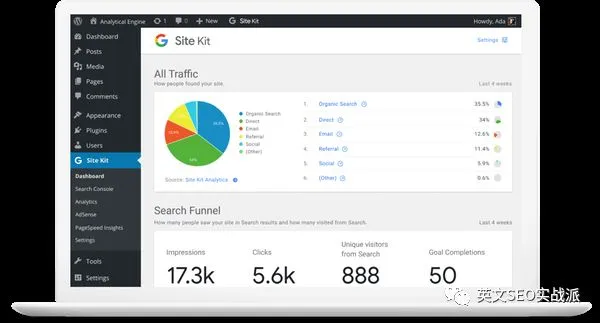 Analytical Engine 1 0 New Site Kit Howdy, Ada
Dashboard
Posts
Media
Pages
Comments
Appearance
Plugins
Users
Site Kit
Dashboard
Search Console
Analytics
AdSense
PageSpeed Insights
Settings
Tools
Settings
G Site Kit Settings
All Traffic
How people found your site. Last 4 weeks
Organic Search
Direct
Email
Referral
Social
(Other)
35.5%
34%
12.6%
1. Organic Search 35.5%
2. Direct 34%
3. Email 12.6%
4. Referral 11.4%
5. Social 5.9%
6. (Other) 0.6%
Source: Site Kit Analytics
Search Funnel
How many people saw your site in Search results and how many visited from Search. Last 4 weeks
Impressions
17.3k
Clicks
5.6k
Unique visitors
from Search
888
Goal Completions
50
英文SEO实战派